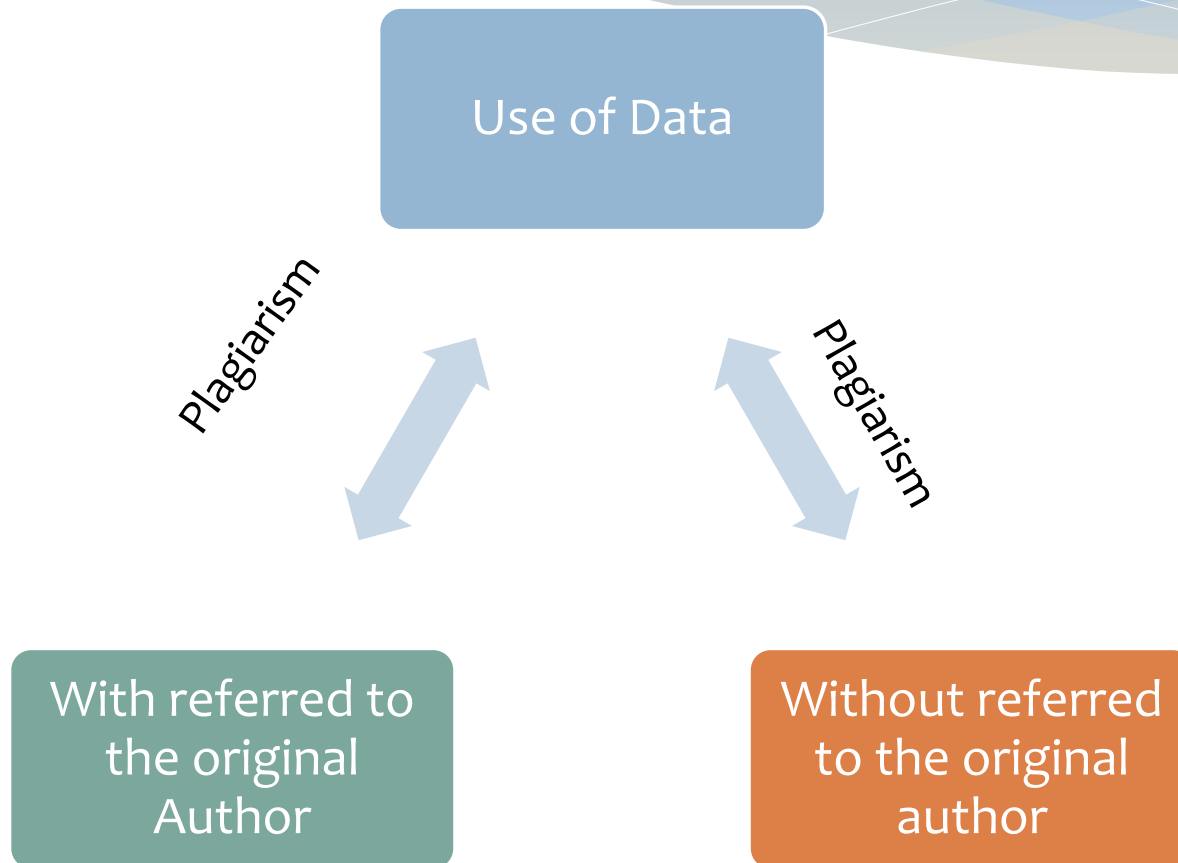 Use of Data
Plagiarism
Plagiarism
With referred to
the original
Author
Without referred
to the original
author